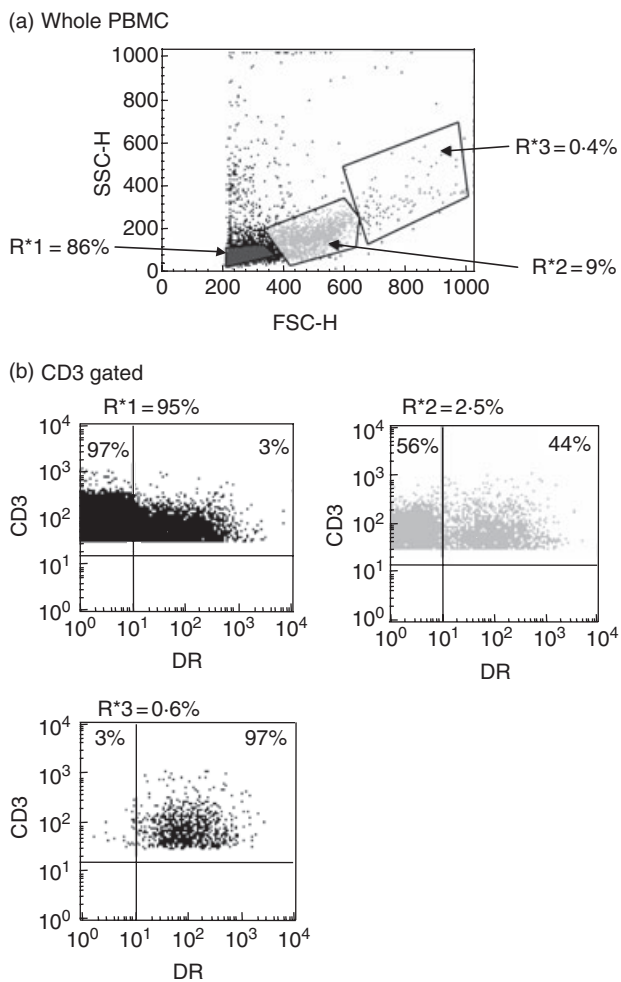 (a) Whole PBMC
1000
800
600
400
200
0
SSC-H
0 200 400 600 800 1000
FSC-H
R*1 = 86%
R*3 = 0·4%
R*2 = 9%
(b) CD3 gated
R*1 = 95%
97% 3%
10⁴
10³
10²
10¹
10⁰
CD3
10⁰ 10¹ 10² 10³ 10⁴
DR
R*2 = 2·5%
56% 44%
10⁴
10³
10²
10¹
10⁰
CD3
10⁰ 10¹ 10² 10³ 10⁴
DR
R*3 = 0·6%
3% 97%
10⁴
10³
10²
10¹
10⁰
CD3
10⁰ 10¹ 10² 10³ 10⁴
DR